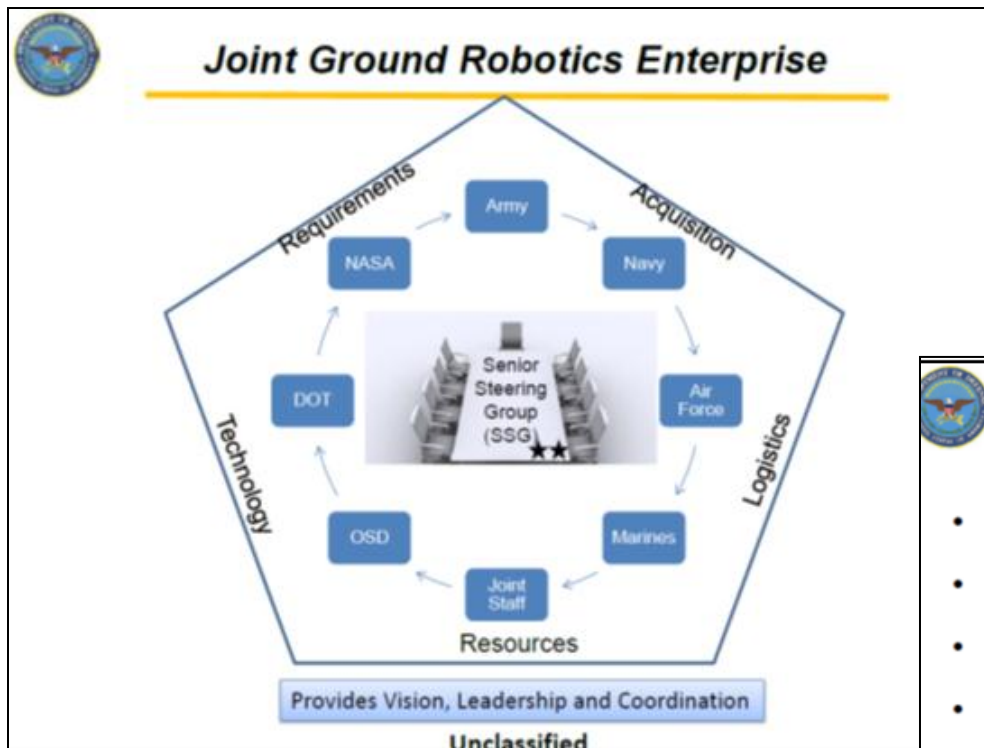 Joint Ground Robotics Enterprise
Requirements
Acquisition
Army
NASA
Navy
Senior
Steering
Group
(SSG)
DOT
Air
Force
Technology
Logistics
OSD
Marines
Joint
Staff
Resources
Provides Vision, Leadership and Coordination
Unclassified